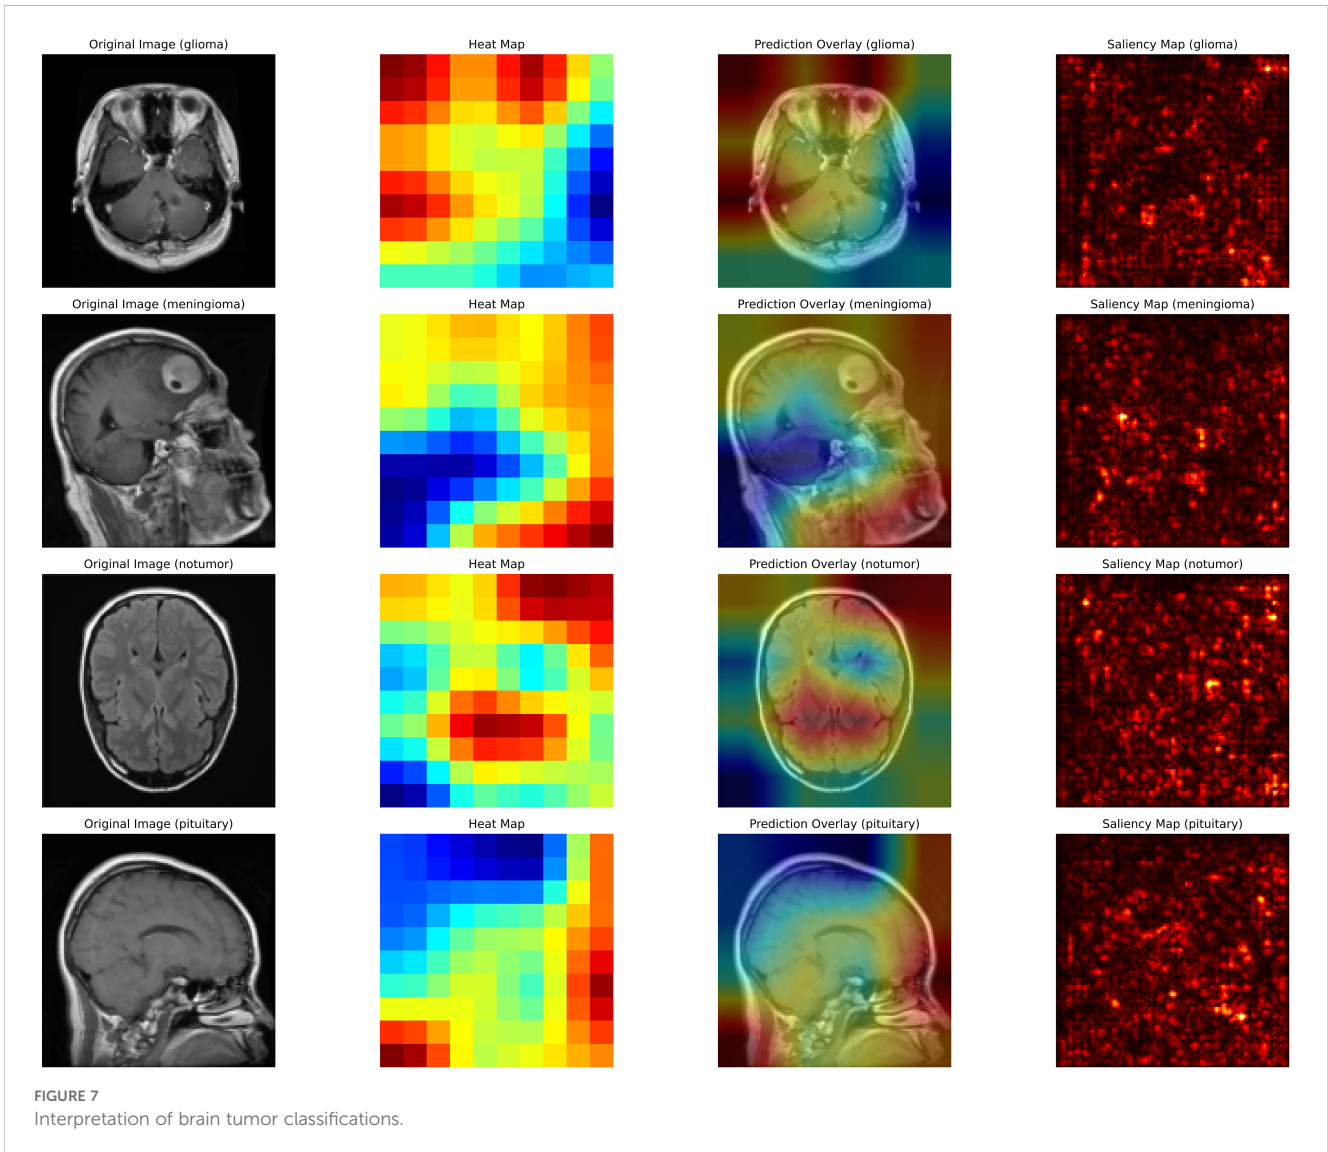 Original Image (glioma)
Heat Map
Prediction Overlay (glioma)
Saliency Map (glioma)
Original Image (meningioma)
Heat Map
Prediction Overlay (meningioma)
Saliency Map (meningioma)
Original Image (notumor)
Heat Map
Prediction Overlay (notumor)
Saliency Map (notumor)
Original Image (pituitary)
Heat Map
Prediction Overlay (pituitary)
Saliency Map (pituitary)
FIGURE 7
Interpretation of brain tumor classifications.